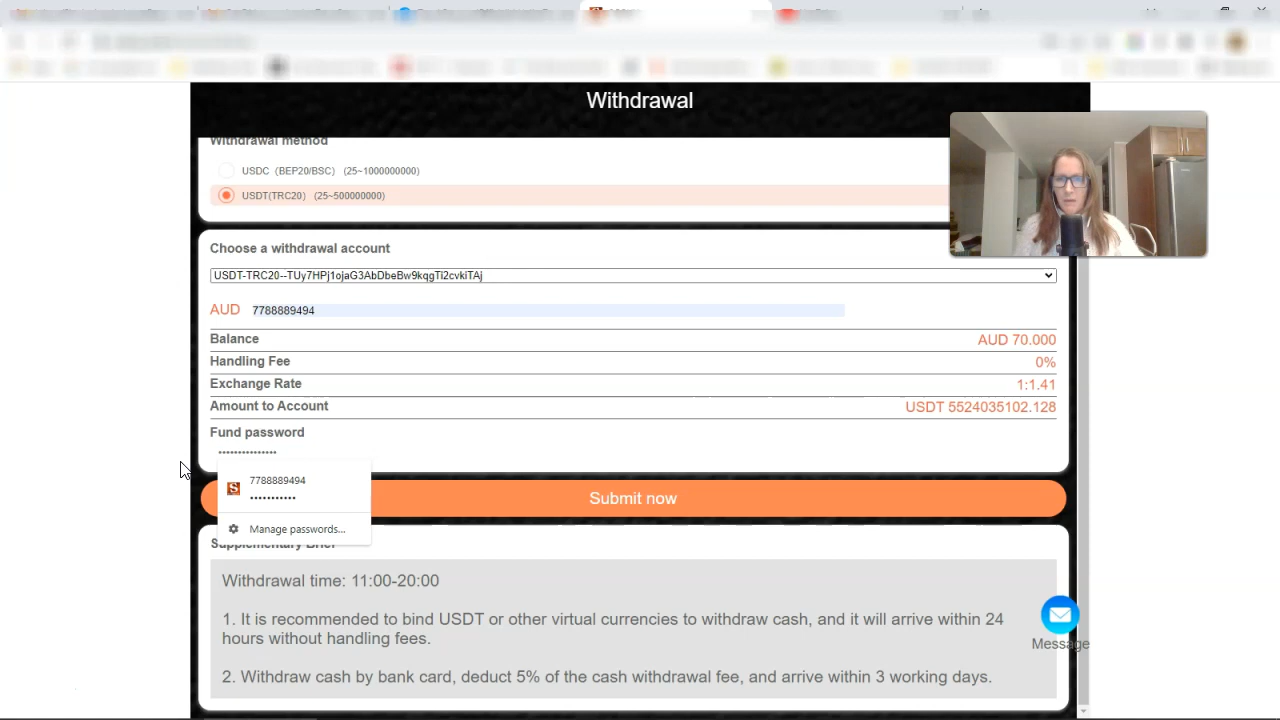 Withdrawal
Withdrawal method
USDC (BEP20/BSC) (25~1000000000)
USDT(TRC20) (25~500000000)
Choose a withdrawal account
USDT-TRC20--TUy7HPj1ojaG3AbDbeBw9kqgTi2cvkiTAj
AUD 7788889494
Balance AUD 70.000
Handling Fee 0%
Exchange Rate 1:1.41
Amount to Account USDT 5524035102.128
Fund password
7788889494
Submit now
Manage passwords...
Supplementary Brief
Withdrawal time: 11:00-20:00
1. It is recommended to bind USDT or other virtual currencies to withdraw cash, and it will arrive within 24
hours without handling fees.
Message
2. Withdraw cash by bank card, deduct 5% of the cash withdrawal fee, and arrive within 3 working days.